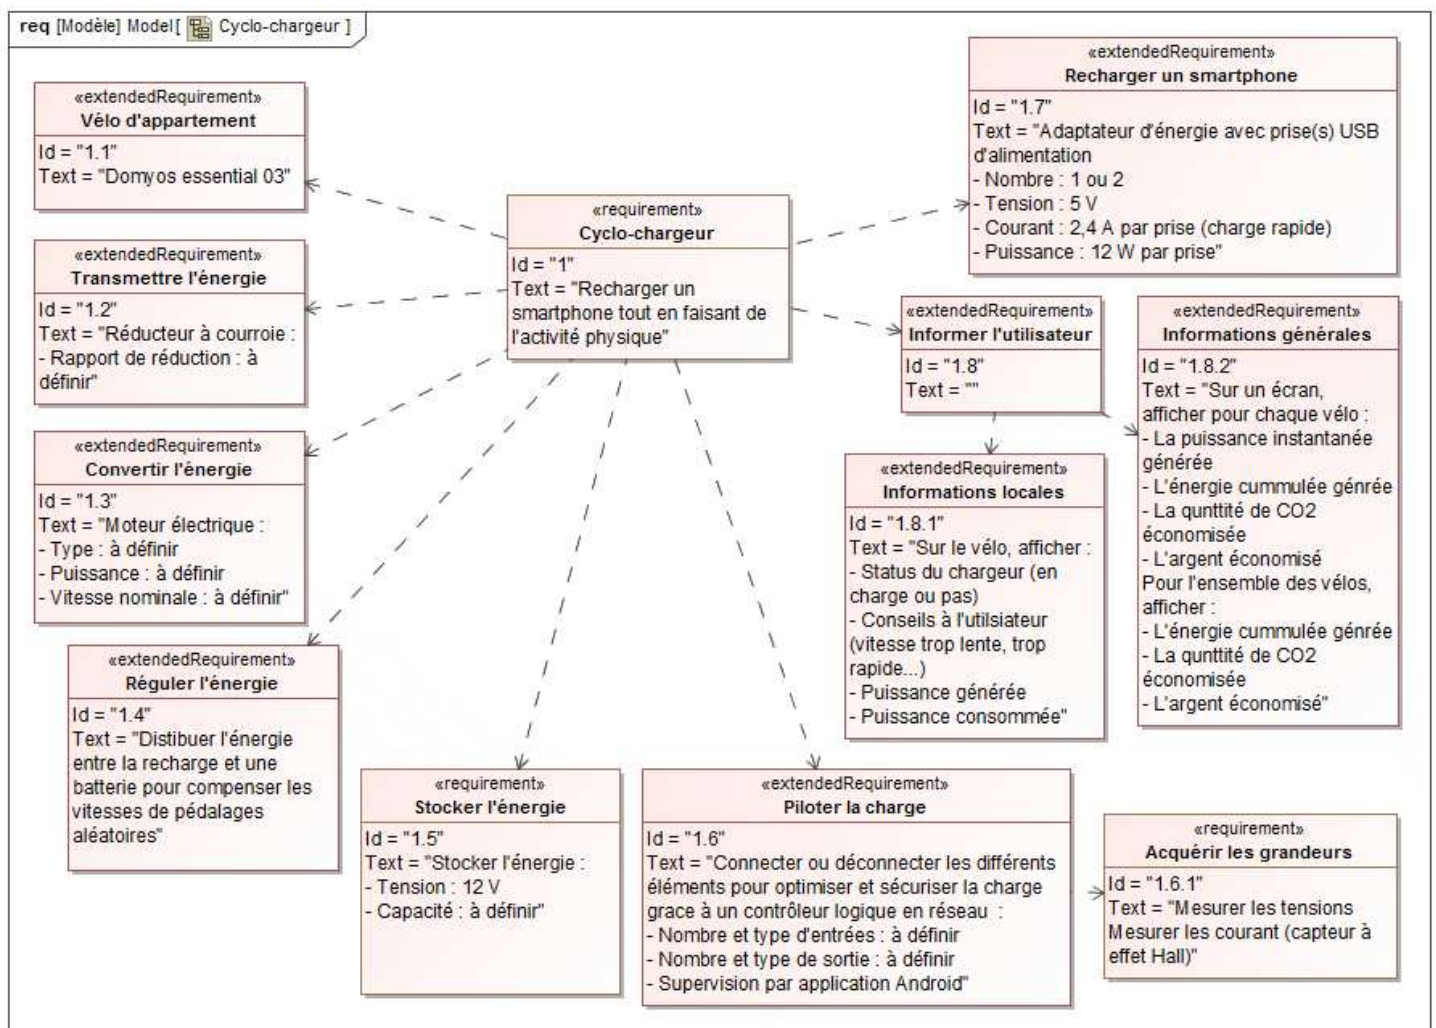 req [Modèle] Model [ Cyclo-chargeur ]
«extendedRequirement»
Vélo d'appartement
Id = "1.1"
Text = "Domyos essential 03"
«extendedRequirement»
Transmettre l'énergie
Id = "1.2"
Text = "Réducteur à courroie :
- Rapport de réduction : à
définir"
«extendedRequirement»
Convertir l'énergie
Id = "1.3"
Text = "Moteur électrique :
- Type : à définir
- Puissance : à définir
- Vitesse nominale : à définir"
«extendedRequirement»
Réguler l'énergie
Id = "1.4"
Text = "Distibuer l'énergie
entre la recharge et une
batterie pour compenser les
vitesses de pédalages
aléatoires"
«requirement»
Cyclo-chargeur
Id = "1"
Text = "Recharger un
smartphone tout en faisant de
l'activité physique"
«requirement»
Stocker l'énergie
Id = "1.5"
Text = "Stocker l'énergie :
- Tension : 12 V
- Capacité : à définir"
«extendedRequirement»
Piloter la charge
Id = "1.6"
Text = "Connecter ou déconnecter les différents
éléments pour optimiser et sécuriser la charge
grace à un contrôleur logique en réseau :
- Nombre et type d'entrées : à définir
- Nombre et type de sortie : à définir
- Supervision par application Android"
«requirement»
Acquérir les grandeurs
Id = "1.6.1"
Text = "Mesurer les tensions
Mesurer les courant (capteur à
effet Hall)"
«extendedRequirement»
Recharger un smartphone
Id = "1.7"
Text = "Adaptateur d'énergie avec prise(s) USB
d'alimentation
- Nombre : 1 ou 2
- Tension : 5 V
- Courant : 2,4 A par prise (charge rapide)
- Puissance : 12 W par prise"
«extendedRequirement»
Informer l'utilisateur
Id = "1.8"
Text = ""
«extendedRequirement»
Informations locales
Id = "1.8.1"
Text = "Sur le vélo, afficher :
- Status du chargeur (en
charge ou pas)
- Conseils à l'utilsiateur
(vitesse trop lente, trop
rapide...)
- Puissance générée
- Puissance consommée"
«extendedRequirement»
Informations générales
Id = "1.8.2"
Text = "Sur un écran,
afficher pour chaque vélo :
- La puissance instantanée
générée
- L'énergie cummulée génrée
- La qunttité de CO2
économisée
- L'argent économisé
Pour l'ensemble des vélos,
afficher :
- L'énergie cummulée génrée
- La qunttité de CO2
économisée
- L'argent économisé"